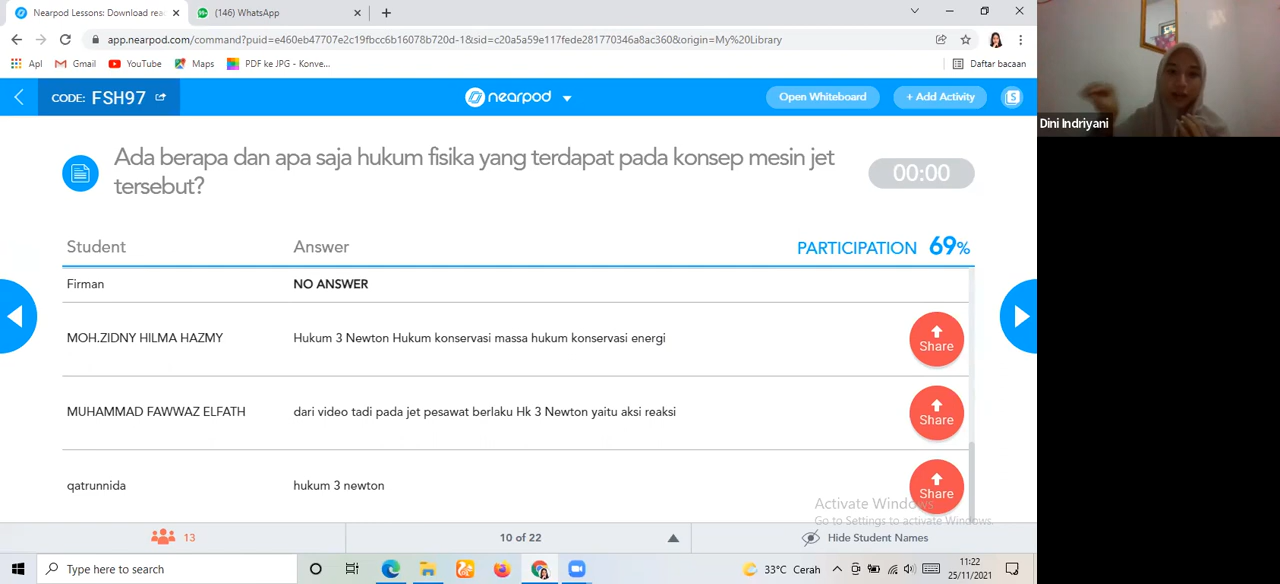 Nearpod Lessons: Download rea
(146) WhatsApp
app.nearpod.com/command?puid=e460eb47707e2c19fbcc6b16078b720d-1&sid=c20a5a59e117fede281770346a8ac360&origin=My%20Library
Apl
Gmail
YouTube
Maps
PDF ke JPG - Konve...
Daftar bacaan
CODE: FSH97
nearpod
Open Whiteboard
+ Add Activity
S
Dini Indriyani
Ada berapa dan apa saja hukum fisika yang terdapat pada konsep mesin jet
tersebut?
00:00
Student
Answer
PARTICIPATION 69%
Firman
NO ANSWER
MOH.ZIDNY HILMA HAZMY
Hukum 3 Newton Hukum konservasi massa hukum konservasi energi
Share
MUHAMMAD FAWWAZ ELFATH
dari video tadi pada jet pesawat berlaku Hk 3 Newton yaitu aksi reaksi
Share
qatrunnida
hukum 3 newton
Share
Activate Windows
Go to Settings to activate Windows.
13
10 of 22
Hide Student Names
Type here to search
33°C Cerah
11:22
25/11/2021